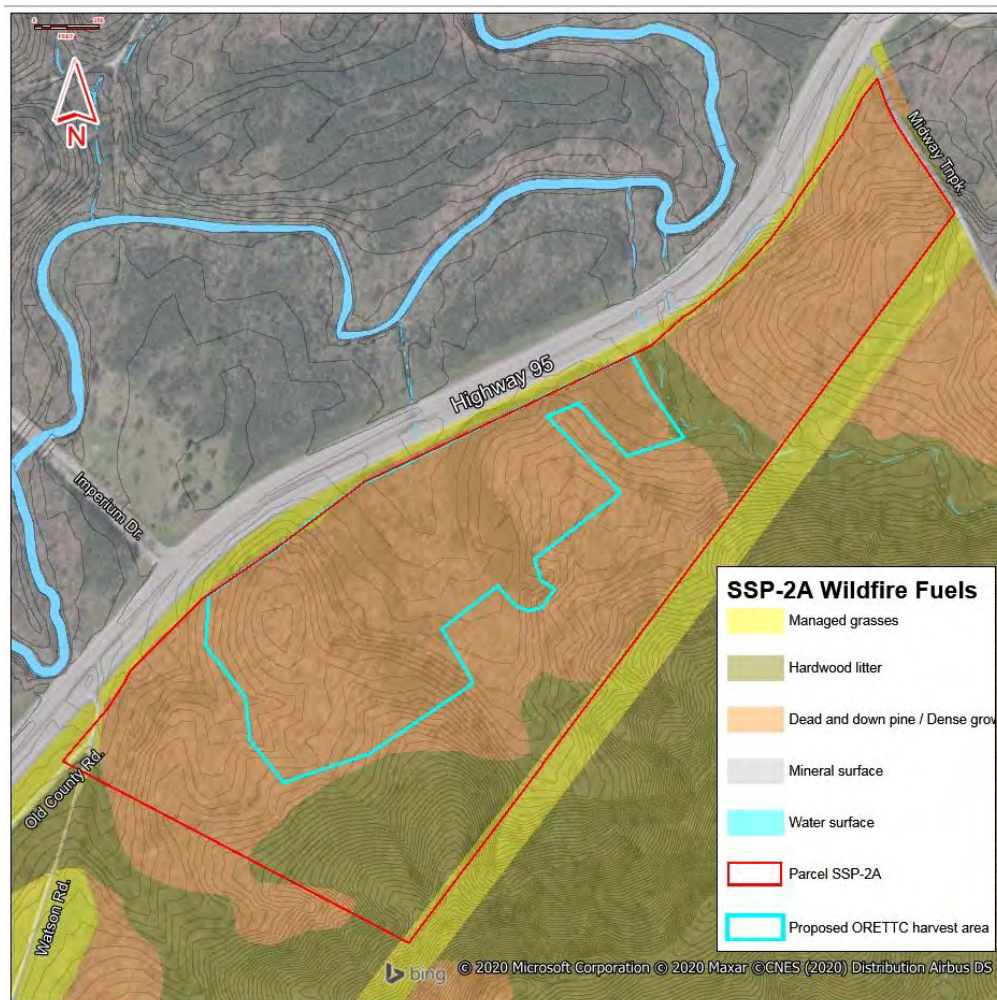 FEET
N
Midway Tnpk.
Highway 95
Imperium Dr.
Old County Rd.
Watson Rd.
SSP-2A Wildfire Fuels
Managed grasses
Hardwood litter
Dead and down pine / Dense grow
Mineral surface
Water surface
Parcel SSP-2A
Proposed ORETTC harvest area
bing
© 2020 Microsoft Corporation © 2020 Maxar ©CNES (2020) Distribution Airbus DS